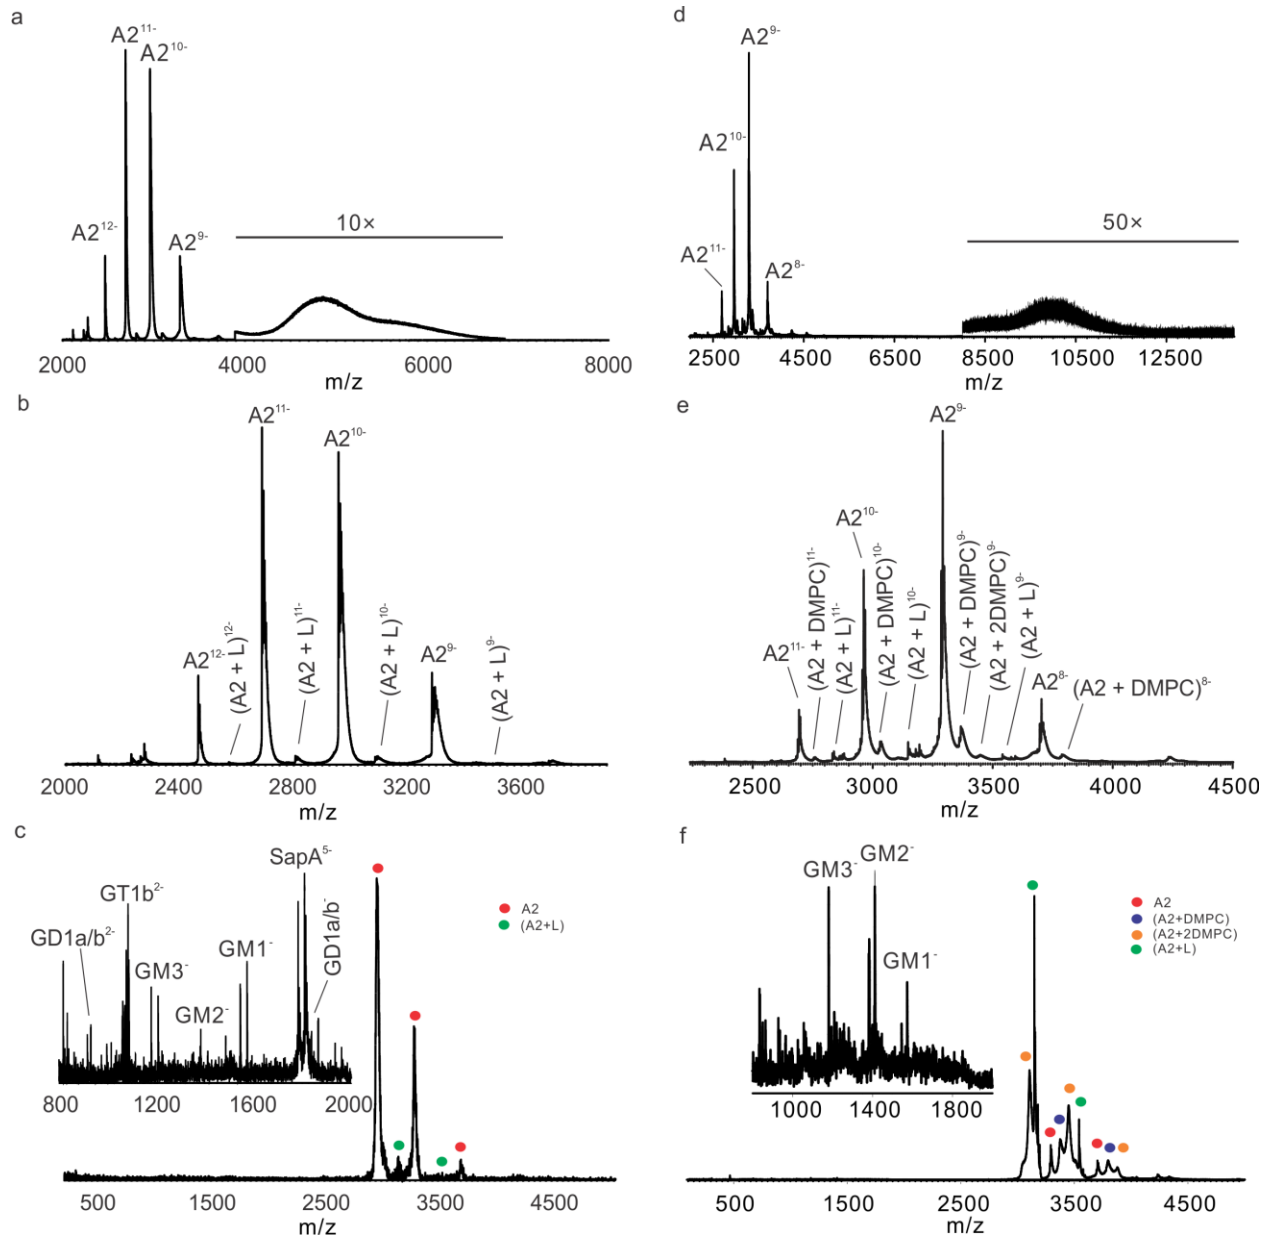 a
A2¹¹⁻
A2¹⁰⁻
A2¹²⁻
A2⁹⁻
10×
2000 4000 6000 8000
m/z
b
A2¹¹⁻
A2¹⁰⁻
A2¹²⁻
(A2 + L)¹²⁻
(A2 + L)¹¹⁻
(A2 + L)¹⁰⁻
A2⁹⁻
(A2 + L)⁹⁻
2000 2400 2800 3200 3600
m/z
c
SapA⁵⁻
GT1b²⁻
GD1a/b²⁻
GM3⁻
GM2⁻
GM1⁻
GD1a/b⁻
A2
(A2+L)
800 1200 1600 2000
500 1500 2500 3500 4500
m/z
d
A2⁹⁻
A2¹⁰⁻
A2¹¹⁻
A2⁸⁻
50×
2500 4500 6500 8500 10500 12500
m/z
e
A2⁹⁻
A2¹⁰⁻
A2¹¹⁻
(A2 + DMPC)¹¹⁻
(A2 + L)¹¹⁻
(A2 + DMPC)¹⁰⁻
(A2 + L)¹⁰⁻
(A2 + DMPC)⁹⁻
(A2 + 2DMPC)⁹⁻
(A2 + L)⁹⁻
A2⁸⁻
(A2 + DMPC)⁸⁻
2500 3000 3500 4000 4500
m/z
f
GM3⁻
GM2⁻
GM1⁻
A2
(A2+DMPC)
(A2+2DMPC)
(A2+L)
1000 1400 1800
500 1500 2500 3500 4500
m/z